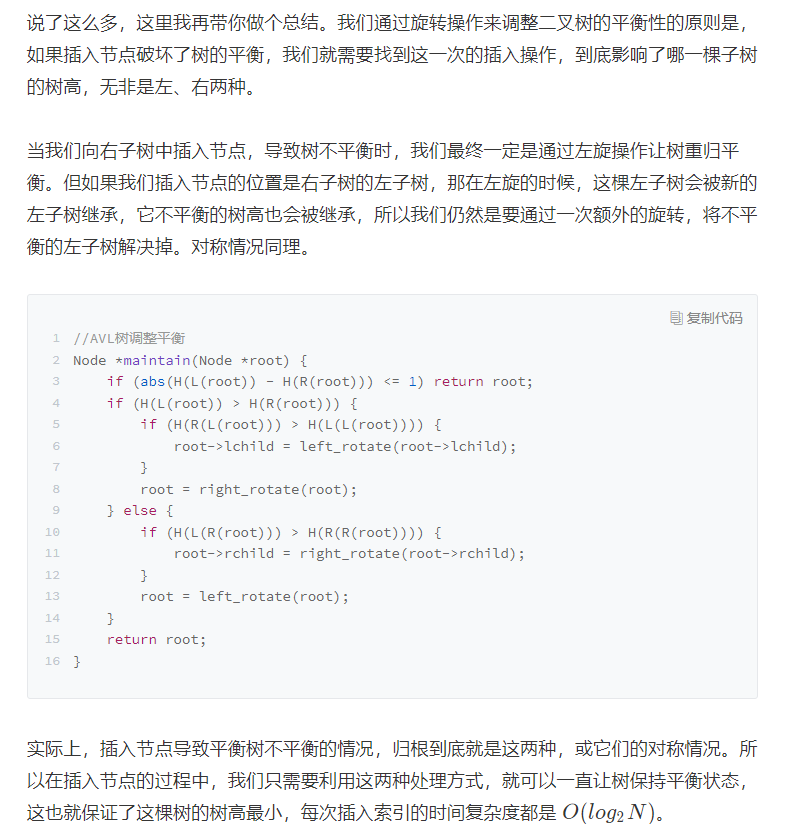 说了这么多，这里我再带你做个总结。我们通过旋转操作来调整二叉树的平衡性的原则是，
如果插入节点破坏了树的平衡，我们就需要找到这一次的插入操作，到底影响了哪一棵子树
的树高，无非是左、右两种。
当我们向右子树中插入节点，导致树不平衡时，我们最终一定是通过左旋操作让树重归平
衡。但如果我们插入节点的位置是右子树的左子树，那在左旋的时候，这棵左子树会被新的
左子树继承，它不平衡的树高也会被继承，所以我们仍然是要通过一次额外的旋转，将不平
衡的左子树解决掉。对称情况同理。
复制代码
1 //AVL树调整平衡
2 Node *maintain(Node *root) {
3     if (abs(H(L(root)) - H(R(root))) <= 1) return root;
4     if (H(L(root)) > H(R(root))) {
5         if (H(R(L(root))) > H(L(L(root)))) {
6             root->lchild = left_rotate(root->lchild);
7         }
8         root = right_rotate(root);
9     } else {
10         if (H(L(R(root))) > H(R(R(root)))) {
11             root->rchild = right_rotate(root->rchild);
12         }
13         root = left_rotate(root);
14     }
15     return root;
16 }
实际上，插入节点导致平衡树不平衡的情况，归根到底就是这两种，或它们的对称情况。所
以在插入节点的过程中，我们只需要利用这两种处理方式，就可以一直让树保持平衡状态，
这也就保证了这棵树的树高最小，每次插入索引的时间复杂度都是 O(log₂N)。